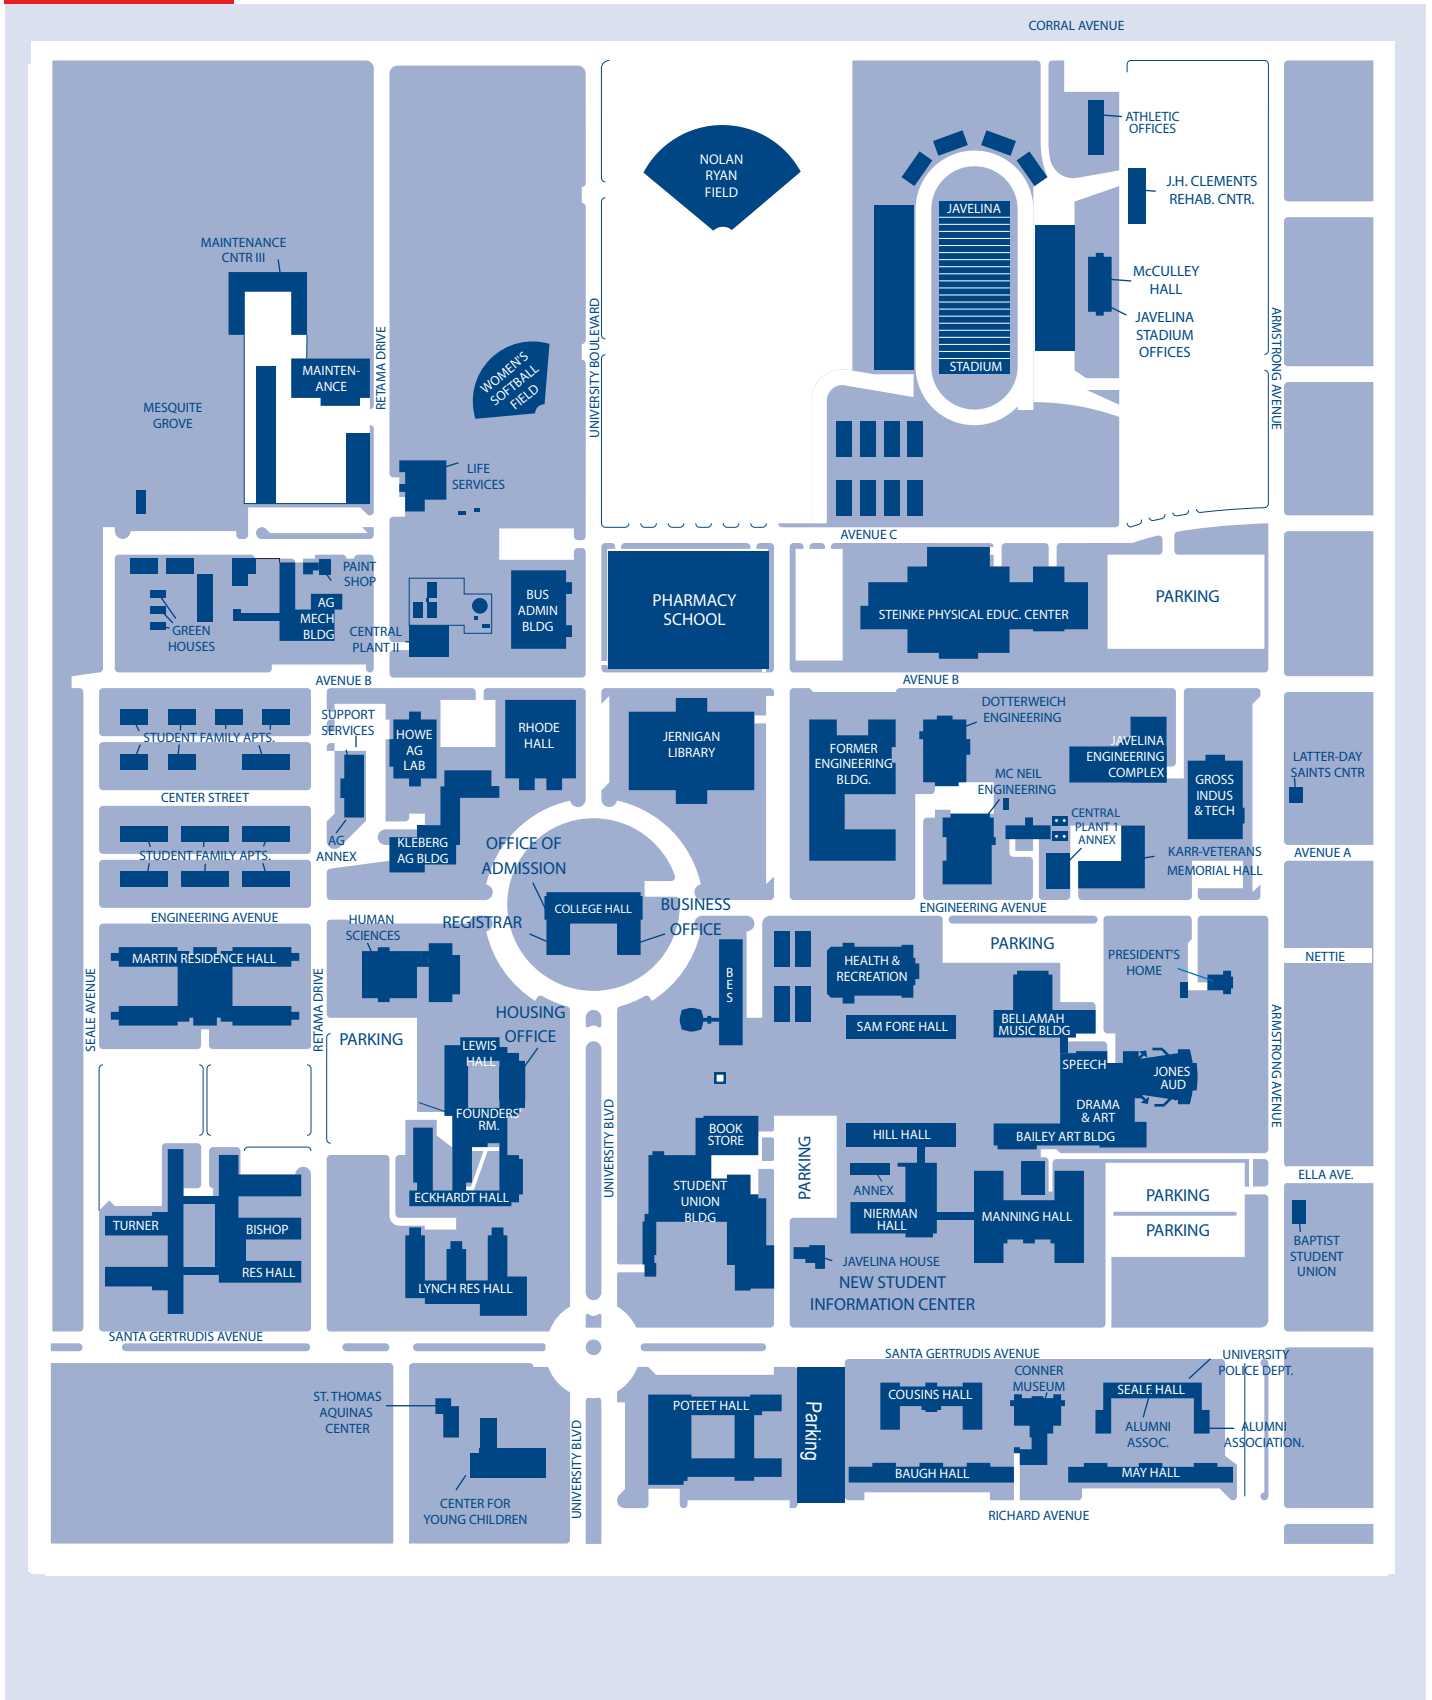 CORRAL AVENUE
ATHLETIC
OFFICES
NOLAN
RYAN
FIELD
J.H. CLEMENTS
REHAB. CNTR.
JAVELINA
STADIUM
MAINTENANCE
CNTR III
McCULLEY
HALL
JAVELINA
STADIUM
OFFICES
UNIVERSITY BOULEVARD
ARMSTRONG AVENUE
RETAMA DRIVE
MAINTEN-
ANCE
WOMEN'S
SOFTBALL
FIELD
MESQUITE
GROVE
LIFE
SERVICES
AVENUE C
PAINT
SHOP
AG
MECH
BLDG
GREEN
HOUSES
CENTRAL
PLANT II
BUS
ADMIN
BLDG
PHARMACY
SCHOOL
STEINKE PHYSICAL EDUC. CENTER
PARKING
AVENUE B
AVENUE B
SUPPORT
SERVICES
STUDENT FAMILY APTS.
HOWE
AG
LAB
RHODE
HALL
JERNIGAN
LIBRARY
FORMER
ENGINEERING
BLDG.
DOTTERWEICH
ENGINEERING
JAVELINA
ENGINEERING
COMPLEX
MC NEIL
ENGINEERING
GROSS
INDUS
& TECH
LATTER-DAY
SAINTS CNTR
CENTER STREET
CENTRAL
PLANT 1
ANNEX
AG
ANNEX
STUDENT FAMILY APTS.
KLEBERG
AG BLDG
OFFICE OF
ADMISSION
KARR-VETERANS
MEMORIAL HALL
AVENUE A
COLLEGE HALL
BUSINESS
OFFICE
REGISTRAR
ENGINEERING AVENUE
ENGINEERING AVENUE
HUMAN
SCIENCES
MARTIN RESIDENCE HALL
SEALE AVENUE
RETAMA DRIVE
BES
HEALTH &
RECREATION
PARKING
PRESIDENT'S
HOME
NETTIE
HOUSING
OFFICE
PARKING
SAM FORE HALL
BELLAMAH
MUSIC BLDG
ARMSTRONG AVENUE
LEWIS
HALL
SPEECH
JONES
AUD
DRAMA
& ART
FOUNDERS'
RM.
UNIVERSITY BLVD
BOOK
STORE
HILL HALL
BAILEY ART BLDG
PARKING
ECKHARDT HALL
STUDENT
UNION
BLDG
ANNEX
NIERMAN
HALL
MANNING HALL
PARKING
PARKING
ELLA AVE.
TURNER
BISHOP
RES HALL
BAPTIST
STUDENT
UNION
JAVELINA HOUSE
NEW STUDENT
INFORMATION CENTER
LYNCH RES HALL
SANTA GERTRUDIS AVENUE
SANTA GERTRUDIS AVENUE
UNIVERSITY
POLICE DEPT.
CONNER
MUSEUM
COUSINS HALL
SEALE HALL
ST. THOMAS
AQUINAS
CENTER
POTEET HALL
Parking
ALUMNI
ASSOC.
ALUMNI
ASSOCIATION.
UNIVERSITY BLVD
BAUGH HALL
MAY HALL
CENTER FOR
YOUNG CHILDREN
RICHARD AVENUE